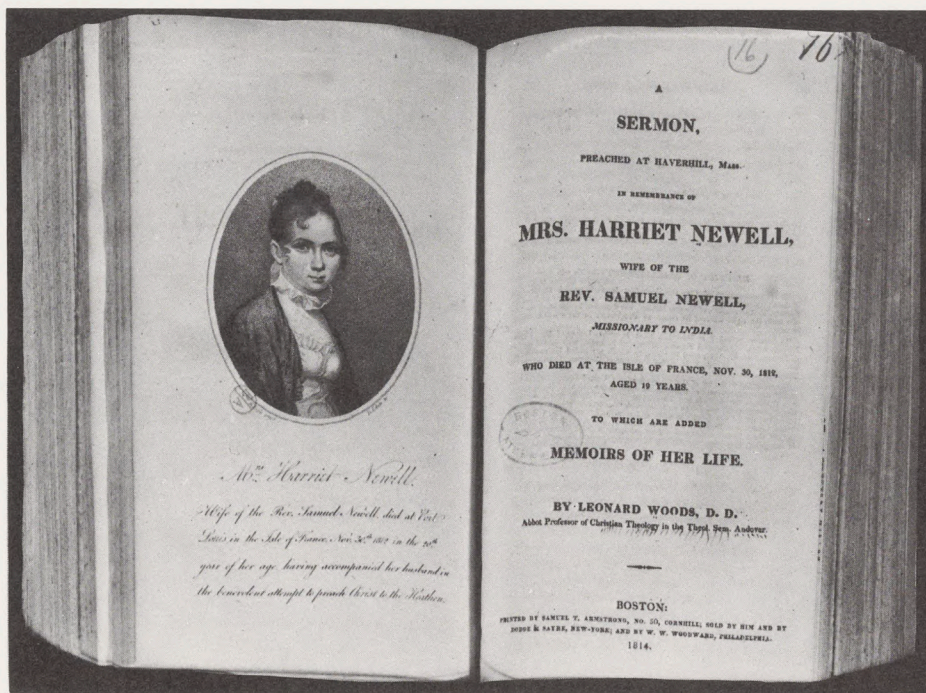 Mrs. Harriet Newell.
Wife of the Rev. Samuel Newell died at Port
Louis in the Isle of France, Nov. 30th 1812 in the 20th
year of her age having accompanied her husband in
the benevolent attempt to preach Christ to the Heathen.
16 76
A
SERMON,
PREACHED AT HAVERHILL, Mass.
IN REMEMBRANCE OF
MRS. HARRIET NEWELL,
WIFE OF THE
REV. SAMUEL NEWELL,
MISSIONARY TO INDIA.
WHO DIED AT THE ISLE OF FRANCE, NOV. 30, 1812,
AGED 19 YEARS.
TO WHICH ARE ADDED
MEMOIRS OF HER LIFE.
BY LEONARD WOODS, D. D.
Abbot Professor of Christian Theology in the Theol. Sem. Andover.
BOSTON:
PRINTED BY SAMUEL T. ARMSTRONG, NO. 50, CORNHILL; SOLD BY HIM AND BY
DODGE & SAYRE, NEW-YORK; AND BY W. W. WOODWARD, PHILADELPHIA.
1814.